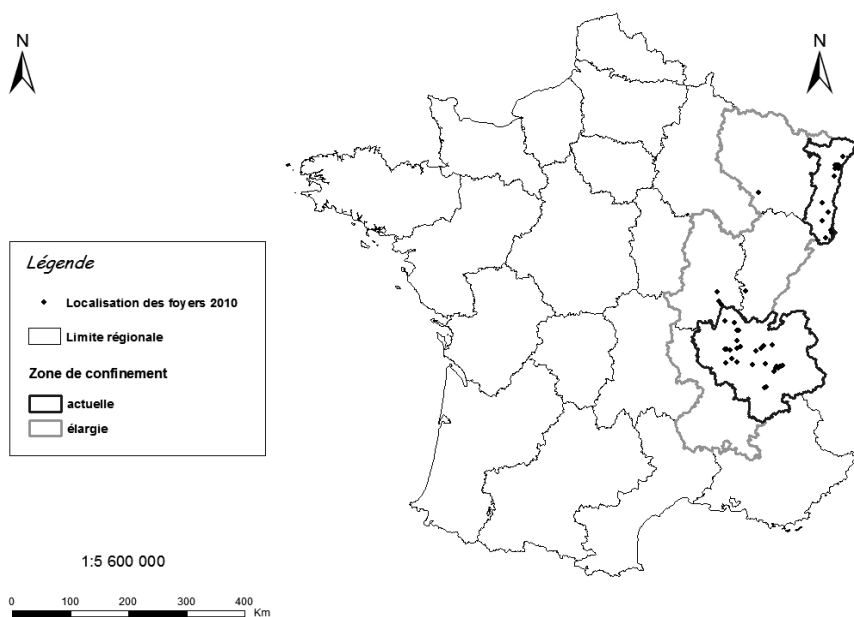 N
N
Légende
Localisation des foyers 2010
Limite régionale
Zone de confinement
actuelle
élargie
1:5 600 000
0 100 200 300 400
Km